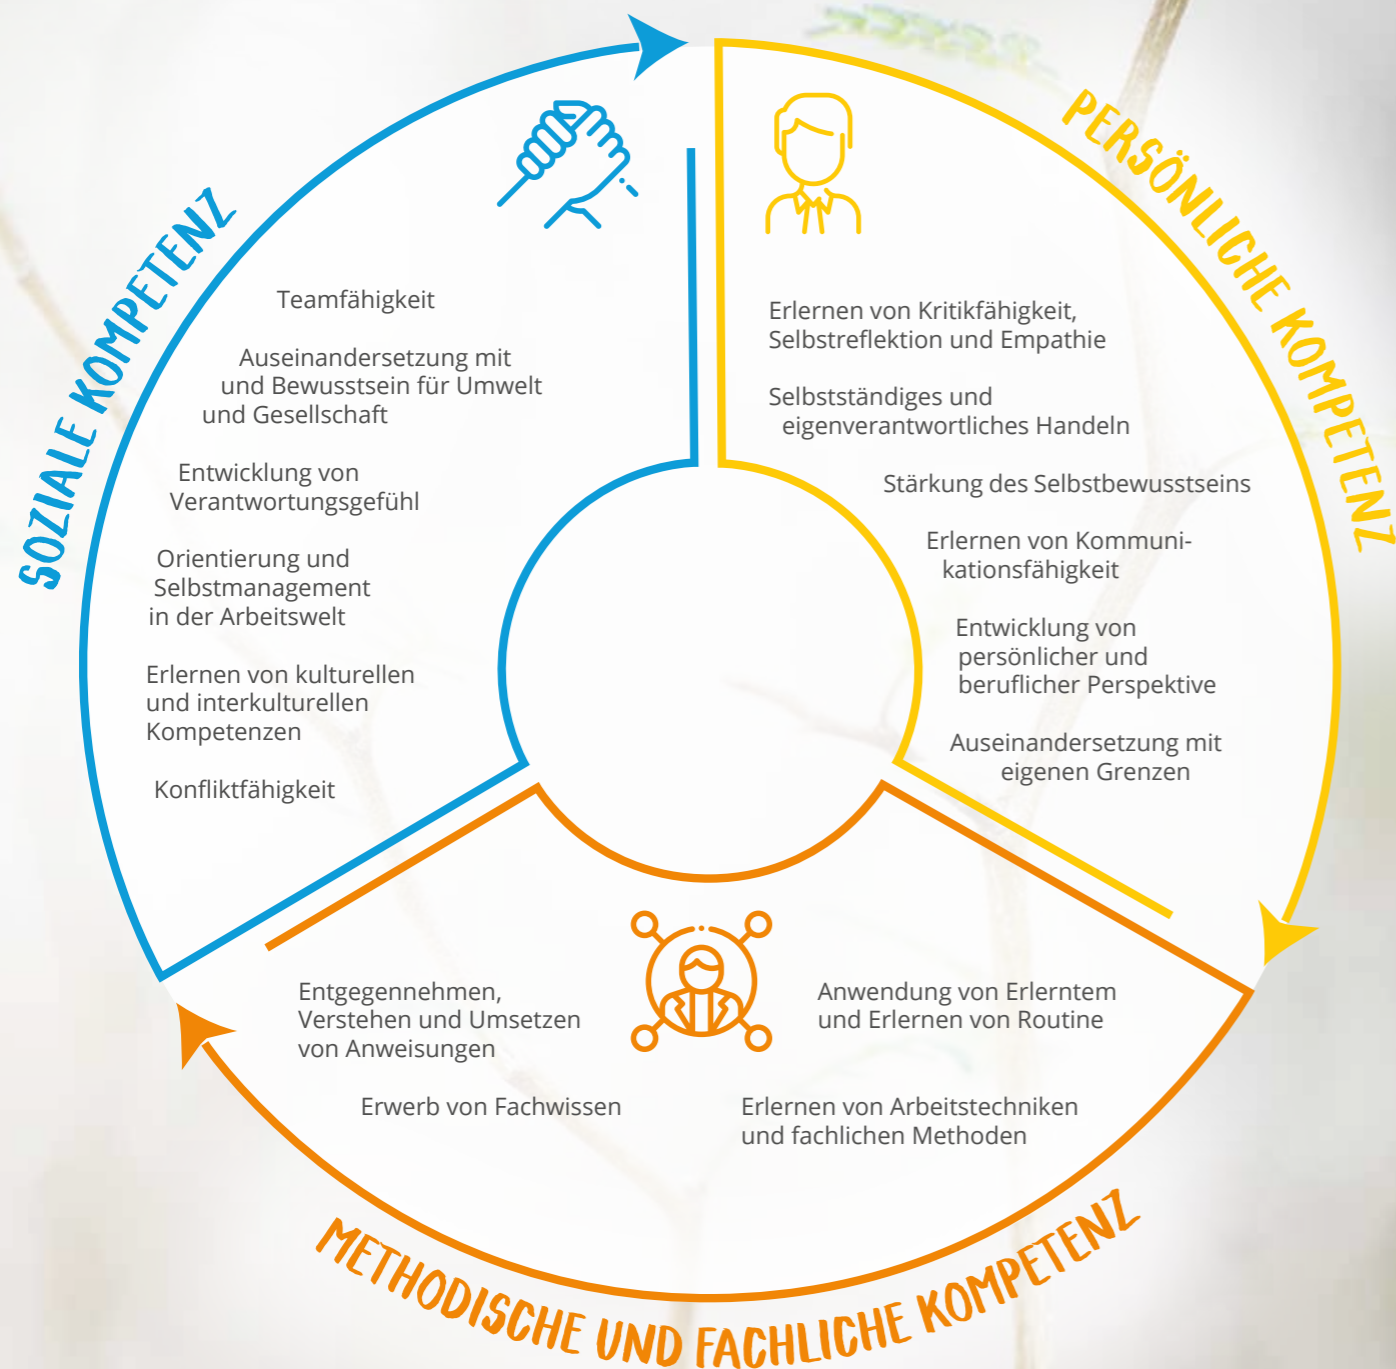 SOZIALE KOMPETENZ
Teamfähigkeit
Auseinandersetzung mit
und Bewusstsein für Umwelt
und Gesellschaft
Entwicklung von
Verantwortungsgefühl
Orientierung und
Selbstmanagement
in der Arbeitswelt
Erlernen von kulturellen
und interkulturellen
Kompetenzen
Konfliktfähigkeit
PERSÖNLICHE KOMPETENZ
Erlernen von Kritikfähigkeit,
Selbstreflektion und Empathie
Selbstständiges und
eigenverantwortliches Handeln
Stärkung des Selbstbewusstseins
Erlernen von Kommuni-
kationsfähigkeit
Entwicklung von
persönlicher und
beruflicher Perspektive
Auseinandersetzung mit
eigenen Grenzen
Entgegennehmen,
Verstehen und Umsetzen
von Anweisungen
Erwerb von Fachwissen
Anwendung von Erlerntem
und Erlernen von Routine
Erlernen von Arbeitstechniken
und fachlichen Methoden
METHODISCHE UND FACHLICHE KOMPETENZ